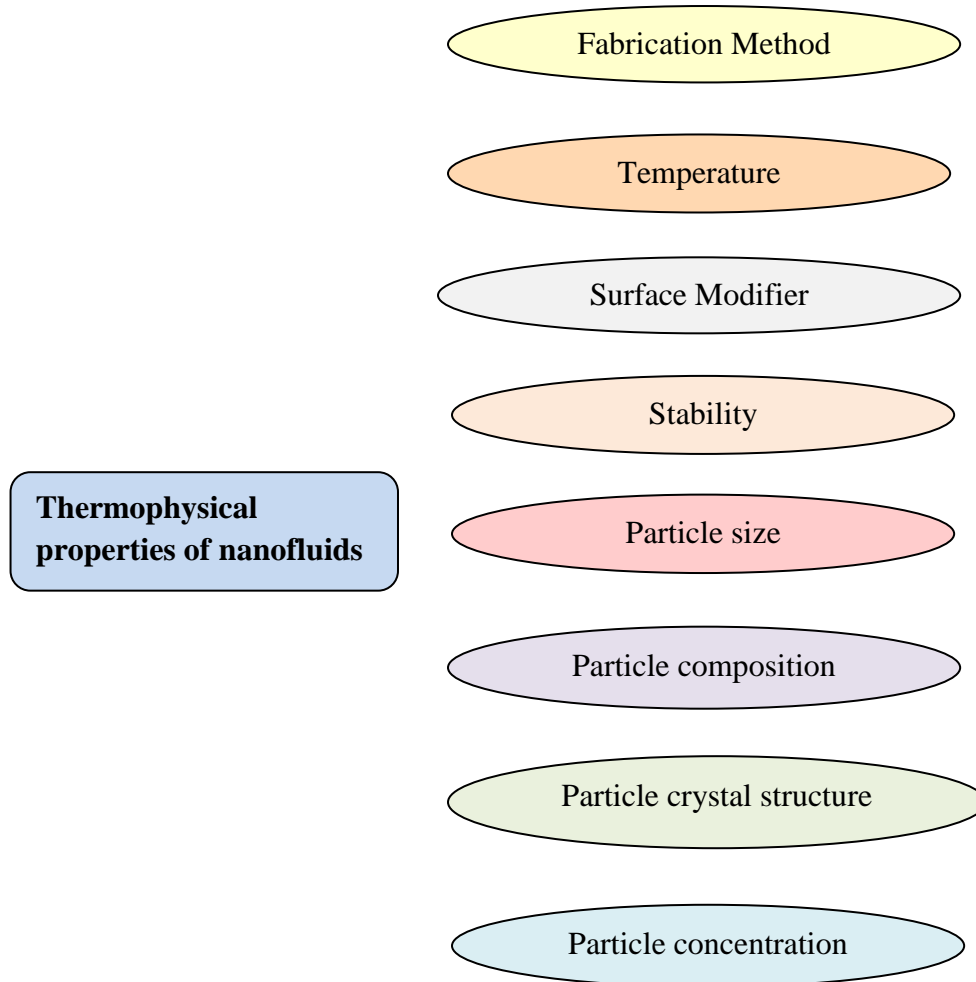 Fabrication Method
Temperature
Surface Modifier
Stability
Thermophysical
properties of nanofluids
Particle size
Particle composition
Particle crystal structure
Particle concentration